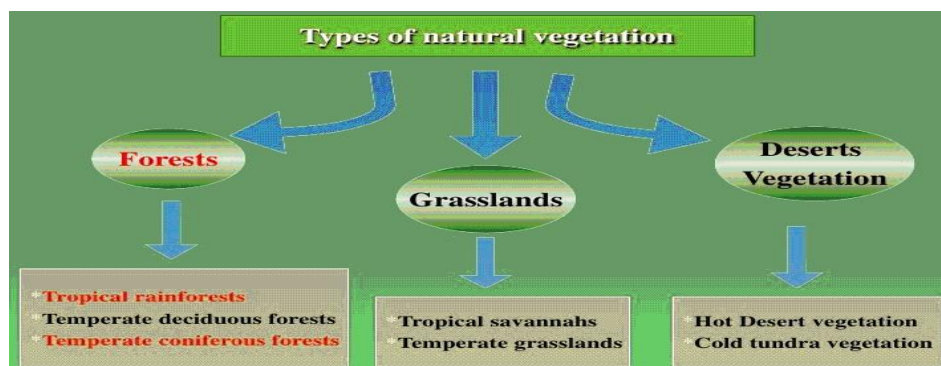 Types of natural vegetation
Forests
Grasslands
Deserts
Vegetation
*Tropical rainforests
*Temperate deciduous forests
*Temperate coniferous forests
*Tropical savannahs
*Temperate grasslands
*Hot Desert vegetation
*Cold tundra vegetation